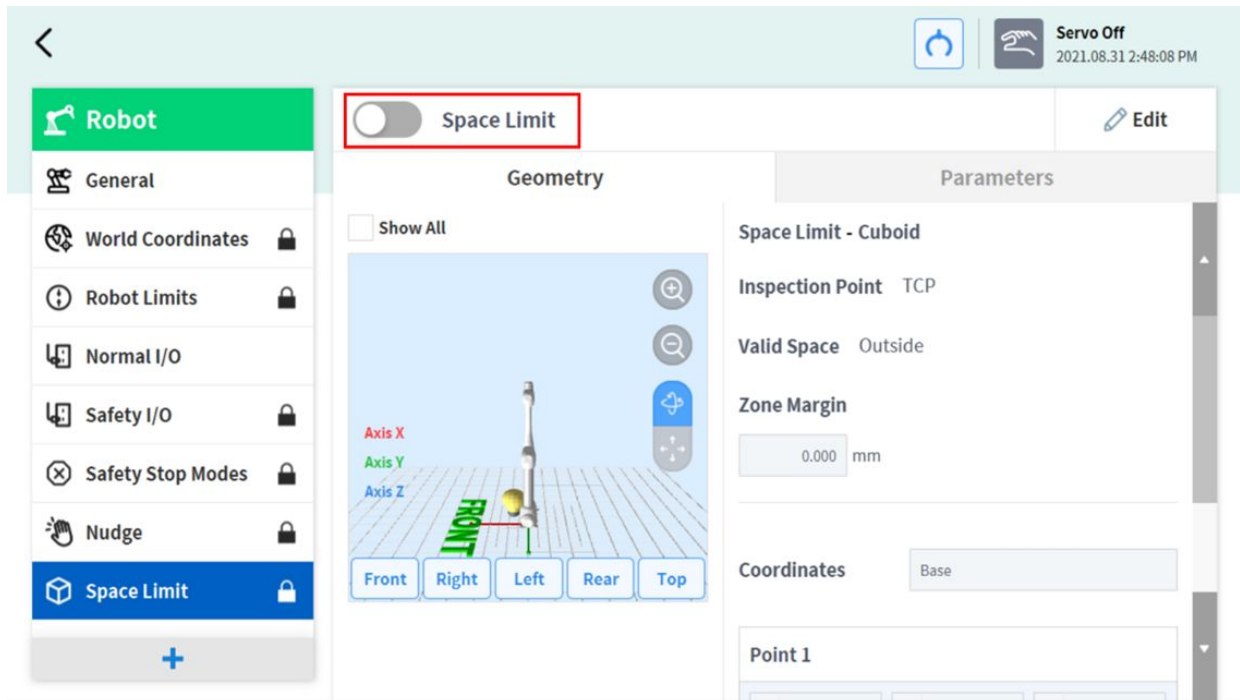 Servo Off
2021.08.31 2:48:08 PM
Robot
General
World Coordinates
Robot Limits
Normal I/O
Safety I/O
Safety Stop Modes
Nudge
Space Limit
+
Space Limit
Edit
Geometry
Parameters
Show All
Axis X
Axis Y
Axis Z
FRONT
Front
Right
Left
Rear
Top
Space Limit - Cuboid
Inspection Point TCP
Valid Space Outside
Zone Margin
0.000 mm
Coordinates Base
Point 1